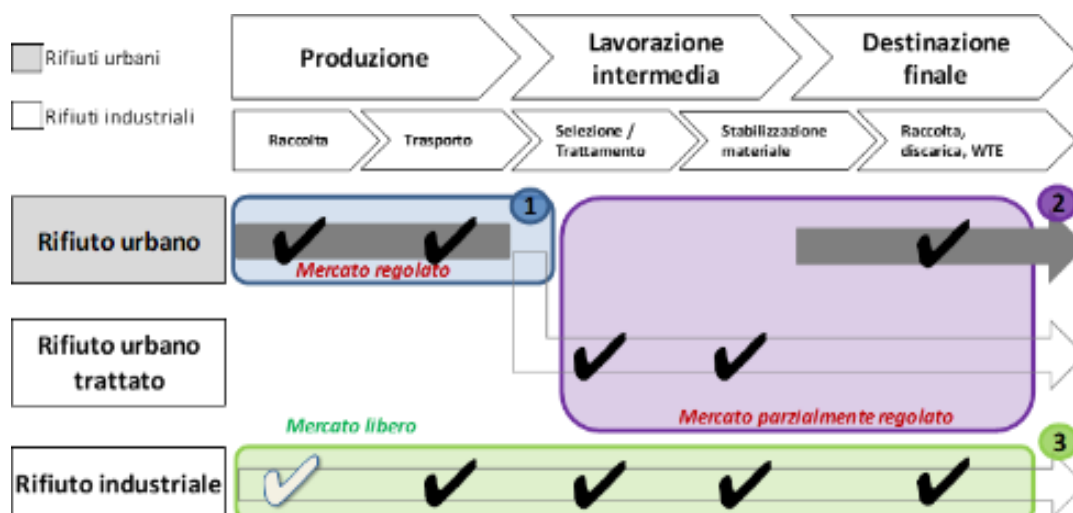 Rifiuti urbani
Rifiuti industriali
Produzione
Lavorazione
intermedia
Destinazione
finale
Raccolta
Trasporto
Selezione /
Trattamento
Stabilizzazione
materiale
Raccolta,
discarica, WTE
Rifiuto urbano
1
Mercato regolato
2
Rifiuto urbano
trattato
Mercato parzialmente regolato
Mercato libero
3
Rifiuto industriale